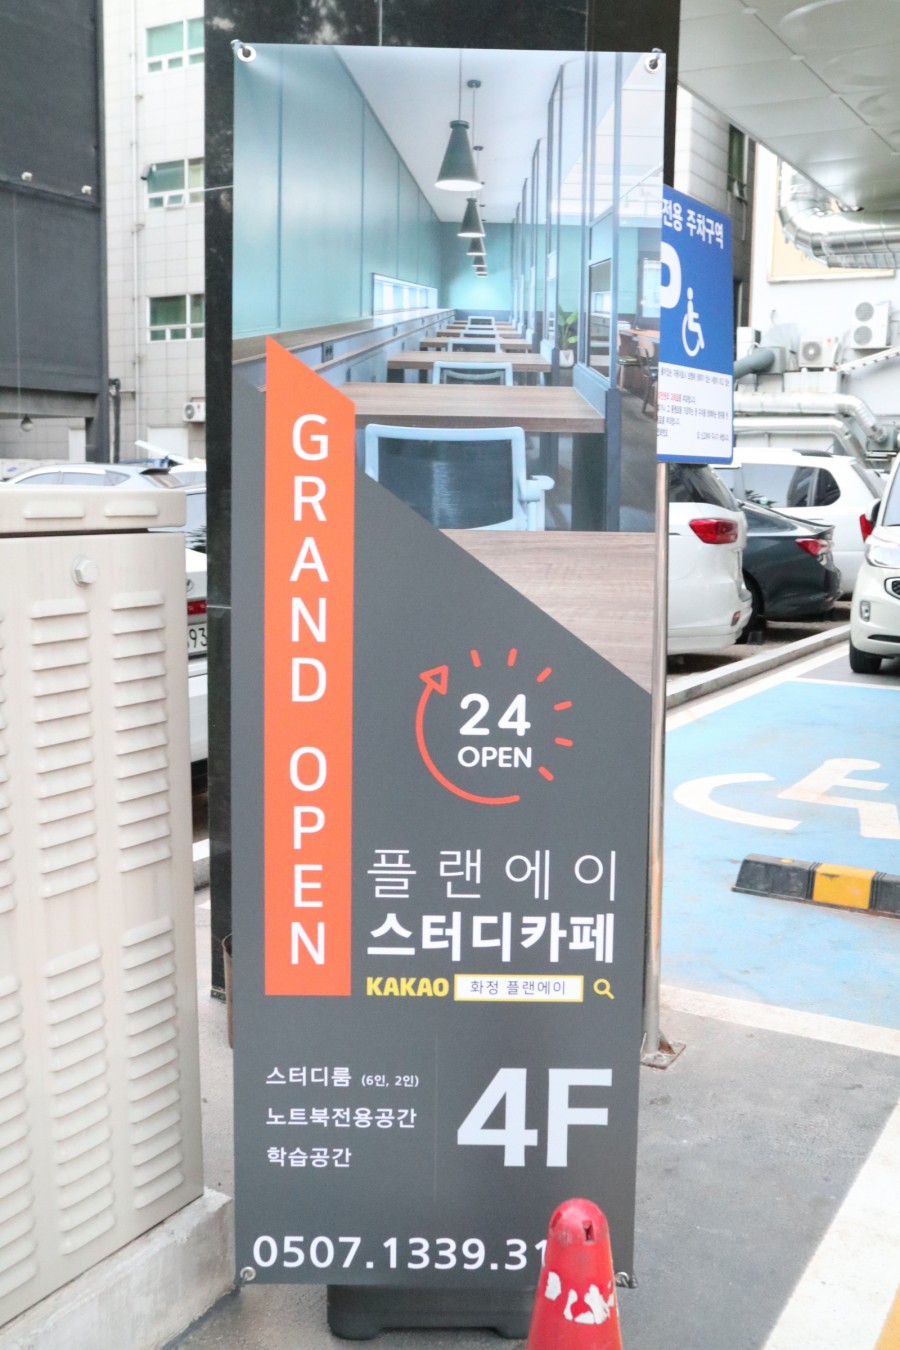 GRAND OPEN
24
OPEN
플랜에이
스터디카페
KAKAO 화정 플랜에이
스터디룸 (6인, 2인)
노트북전용공간
학습공간
4F
0507.1339.31
전용 주차구역
P